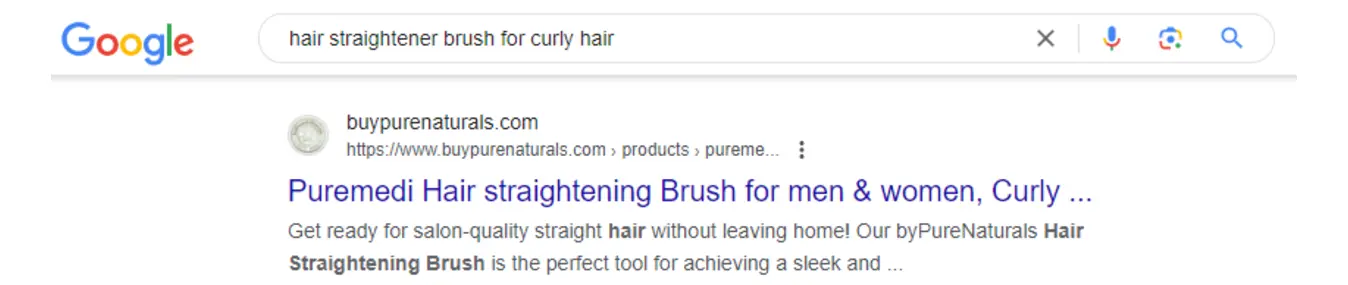 Google
hair straightener brush for curly hair
buypurenaturals.com
https://www.buypurenaturals.com › products › pureme...
Puremedi Hair straightening Brush for men & women, Curly ...
Get ready for salon-quality straight hair without leaving home! Our byPureNaturals Hair
Straightening Brush is the perfect tool for achieving a sleek and ...